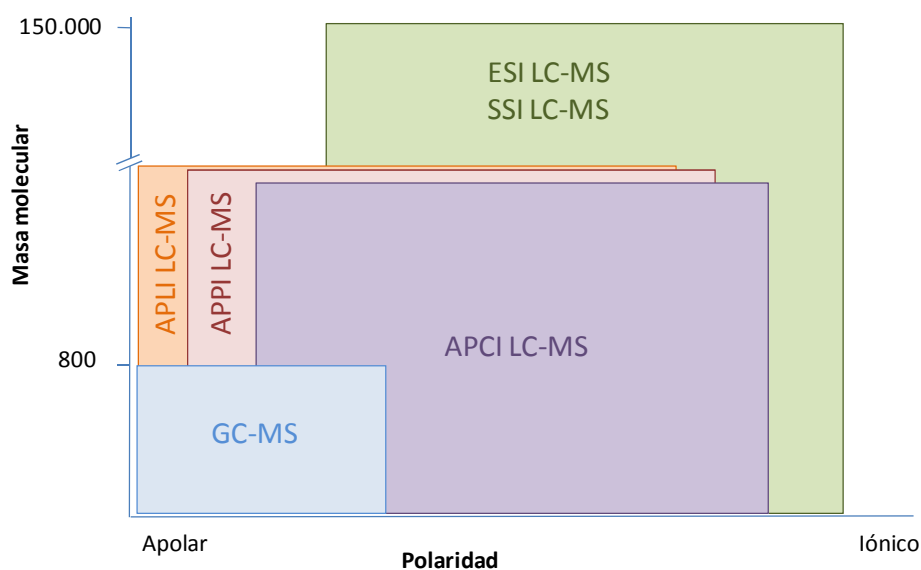 150.000
ESI LC-MS
SSI LC-MS
Masa molecular
APLI LC-MS
APPI LC-MS
APCI LC-MS
800
GC-MS
Apolar
Iónico
Polaridad